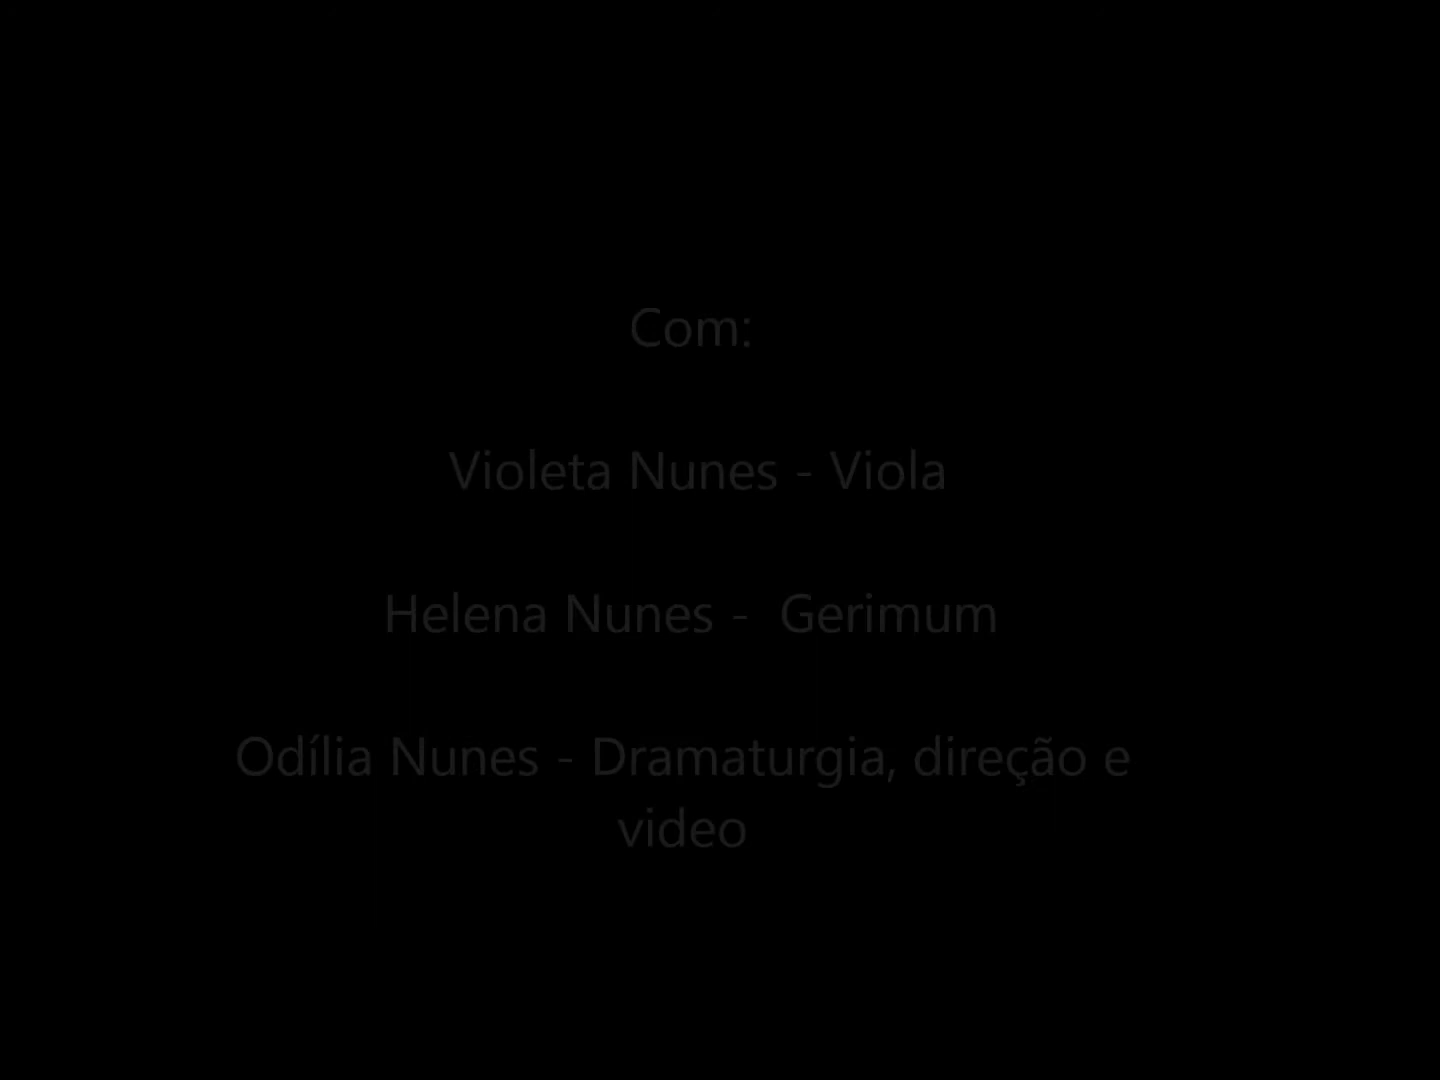 Com:
Violeta Nunes - Viola
Helena Nunes -  Gerimum
Odília Nunes - Dramaturgia, direção e
video